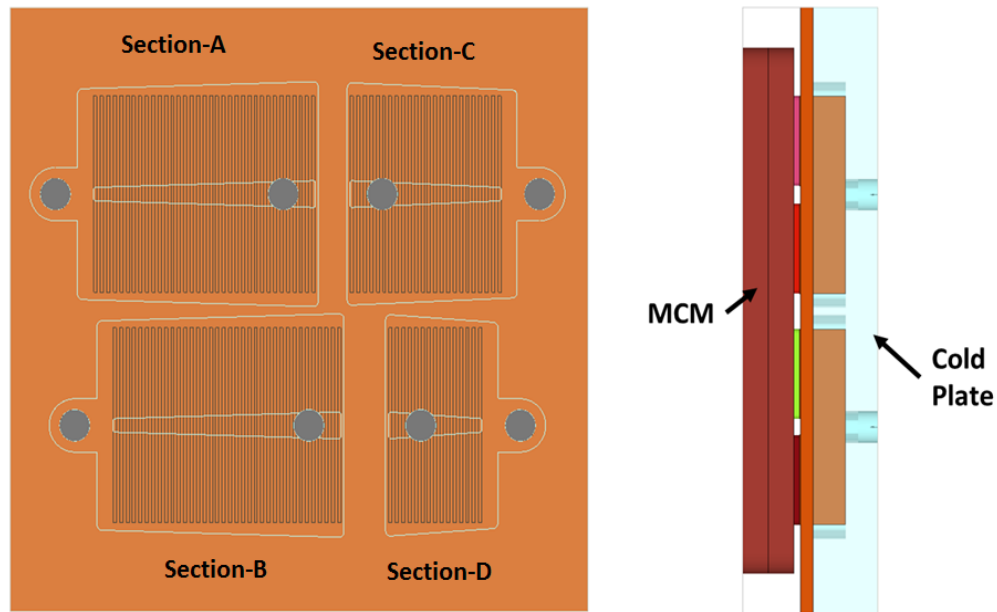 Section-A
Section-C
Section-B
Section-D
MCM
Cold
Plate